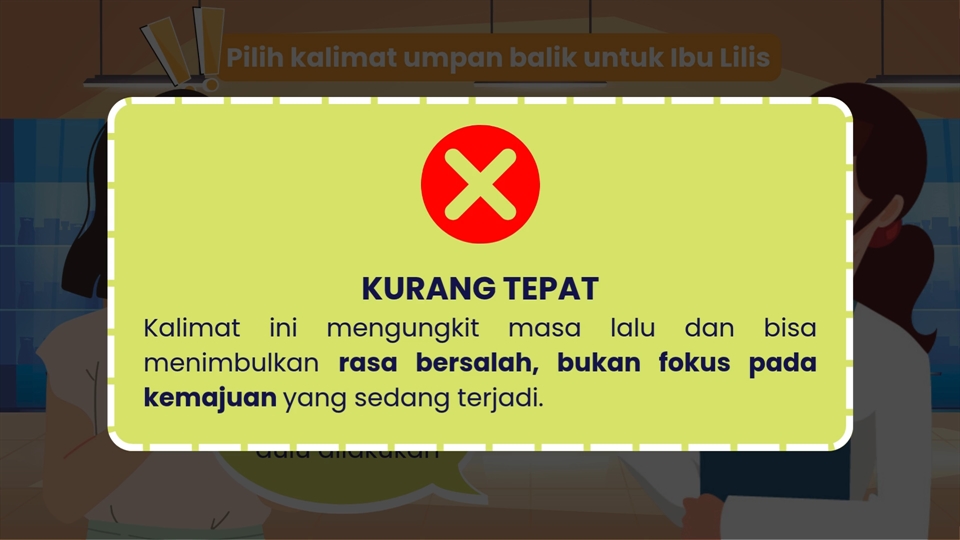 Pilih kalimat umpan balik untuk Ibu Lilis
KURANG TEPAT
Kalimat ini mengungkit masa lalu dan bisa
menimbulkan rasa bersalah, bukan fokus pada
kemajuan yang sedang terjadi.
dilakukan